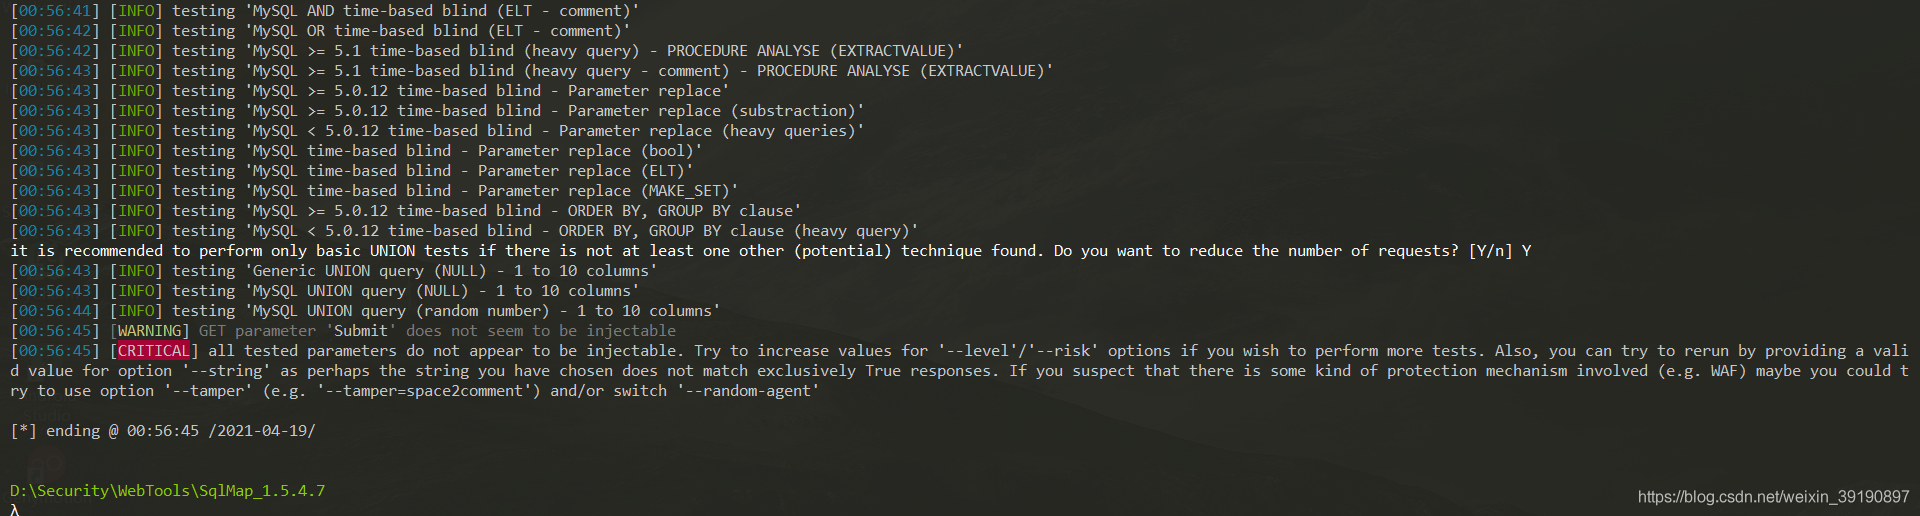 [00:56:41] [INFO] testing 'MySQL AND time-based blind (ELT - comment)'
[00:56:42] [INFO] testing 'MySQL OR time-based blind (ELT - comment)'
[00:56:42] [INFO] testing 'MySQL >= 5.1 time-based blind (heavy query) - PROCEDURE ANALYSE (EXTRACTVALUE)'
[00:56:43] [INFO] testing 'MySQL >= 5.1 time-based blind (heavy query - comment) - PROCEDURE ANALYSE (EXTRACTVALUE)'
[00:56:43] [INFO] testing 'MySQL >= 5.0.12 time-based blind - Parameter replace'
[00:56:43] [INFO] testing 'MySQL >= 5.0.12 time-based blind - Parameter replace (substraction)'
[00:56:43] [INFO] testing 'MySQL < 5.0.12 time-based blind - Parameter replace (heavy queries)'
[00:56:43] [INFO] testing 'MySQL time-based blind - Parameter replace (bool)'
[00:56:43] [INFO] testing 'MySQL time-based blind - Parameter replace (ELT)'
[00:56:43] [INFO] testing 'MySQL time-based blind - Parameter replace (MAKE_SET)'
[00:56:43] [INFO] testing 'MySQL >= 5.0.12 time-based blind - ORDER BY, GROUP BY clause'
[00:56:43] [INFO] testing 'MySQL < 5.0.12 time-based blind - ORDER BY, GROUP BY clause (heavy query)'
it is recommended to perform only basic UNION tests if there is not at least one other (potential) technique found. Do you want to reduce the number of requests? [Y/n] Y
[00:56:43] [INFO] testing 'Generic UNION query (NULL) - 1 to 10 columns'
[00:56:43] [INFO] testing 'MySQL UNION query (NULL) - 1 to 10 columns'
[00:56:44] [INFO] testing 'MySQL UNION query (random number) - 1 to 10 columns'
[00:56:45] [WARNING] GET parameter 'Submit' does not seem to be injectable
[00:56:45] [CRITICAL] all tested parameters do not appear to be injectable. Try to increase values for '--level'/'--risk' options if you wish to perform more tests. Also, you can try to rerun by providing a vali
d value for option '--string' as perhaps the string you have chosen does not match exclusively True responses. If you suspect that there is some kind of protection mechanism involved (e.g. WAF) maybe you could t
ry to use option '--tamper' (e.g. '--tamper=space2comment') and/or switch '--random-agent'
[*] ending @ 00:56:45 /2021-04-19/
D:\Security\WebTools\SqlMap_1.5.4.7
λ
https://blog.csdn.net/weixin_39190897